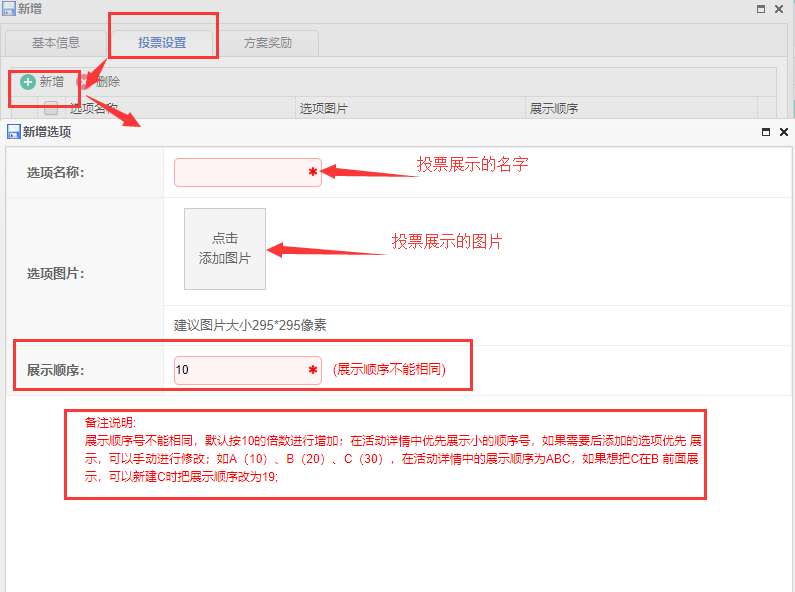 新增
基本信息 投票设置 方案奖励
新增 删除
选项名称 选项图片 展示顺序
新增选项
选项名称: * 投票展示的名字
点击
添加图片
投票展示的图片
选项图片:
建议图片大小295*295像素
展示顺序: 10 * (展示顺序不能相同)
备注说明:
展示顺序号不能相同，默认按10的倍数进行增加；在活动详情中优先展示小的顺序号，如果需要后添加的选项优先 展
示，可以手动进行修改；如A（10）、B（20）、C（30），在活动详情中的展示顺序为ABC，如果想把C在B 前面展
示，可以新建C时把展示顺序改为19;